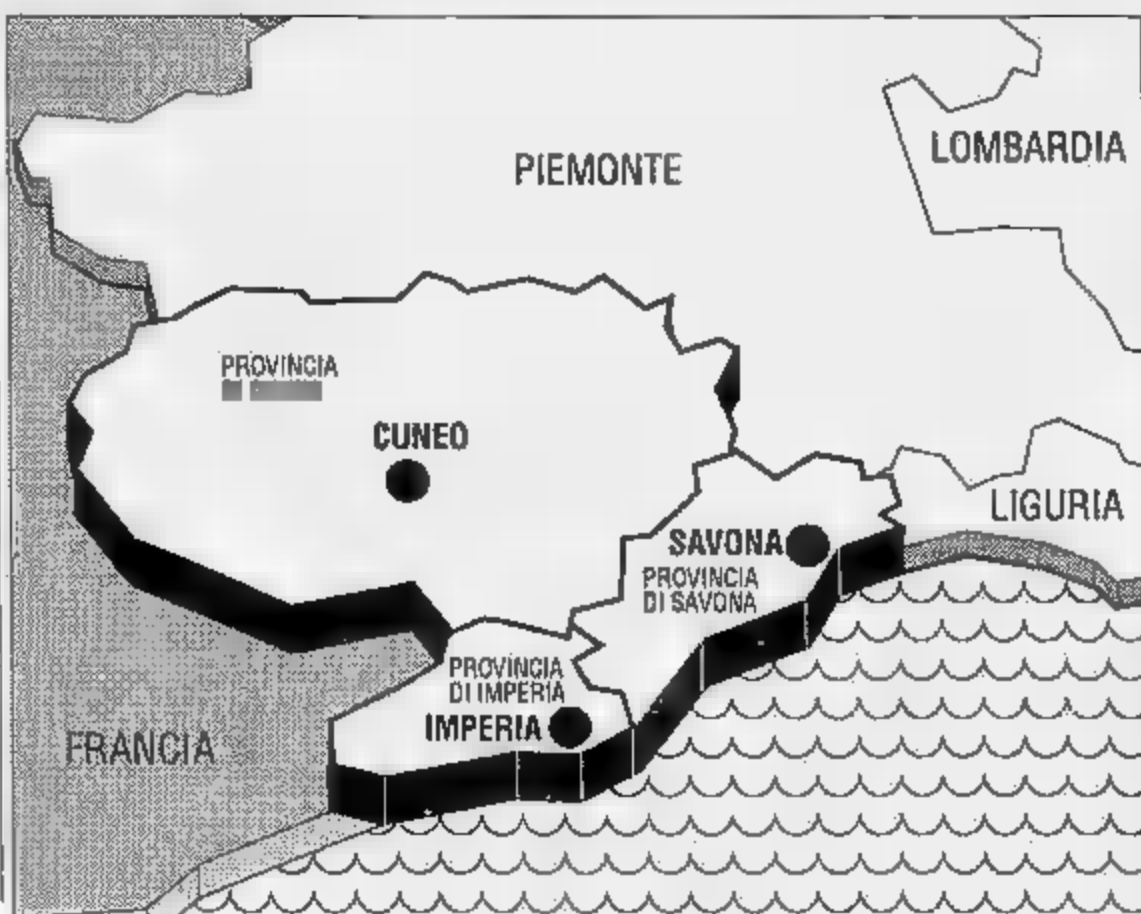 PIEMONTE
LOMBARDIA
PROVINCIA
CUNEO
LIGURIA
SAVONA
PROVINCIA
DI SAVONA
PROVINCIA
DI IMPERIA
IMPERIA
FRANCIA